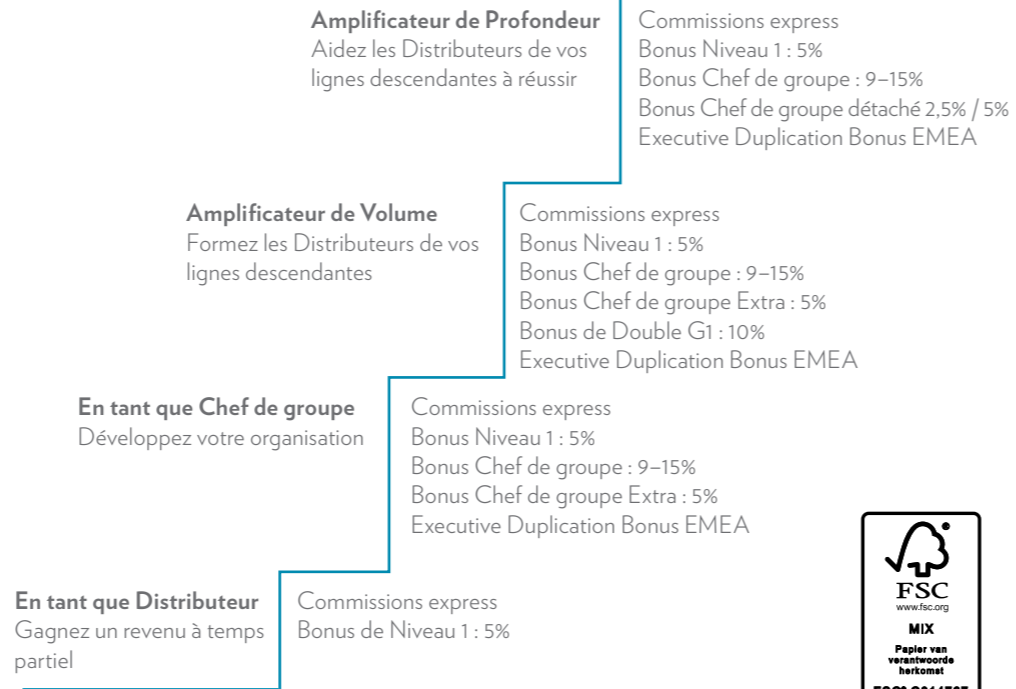 Amplificateur de Profondeur
Aidez les Distributeurs de vos
lignes descendantes à réussir
Commissions express
Bonus Niveau 1 : 5%
Bonus Chef de groupe : 9–15%
Bonus Chef de groupe détaché 2,5% / 5%
Executive Duplication Bonus EMEA
Amplificateur de Volume
Formez les Distributeurs de vos
lignes descendantes
Commissions express
Bonus Niveau 1 : 5%
Bonus Chef de groupe : 9–15%
Bonus Chef de groupe Extra : 5%
Bonus de Double G1 : 10%
Executive Duplication Bonus EMEA
En tant que Chef de groupe
Développez votre organisation
Commissions express
Bonus Niveau 1 : 5%
Bonus Chef de groupe : 9–15%
Bonus Chef de groupe Extra : 5%
Executive Duplication Bonus EMEA
En tant que Distributeur
Gagnez un revenu à temps
partiel
Commissions express
Bonus de Niveau 1 : 5%
FSC
www.fsc.org
MIX
Papier van
verantwoorde
herkomst